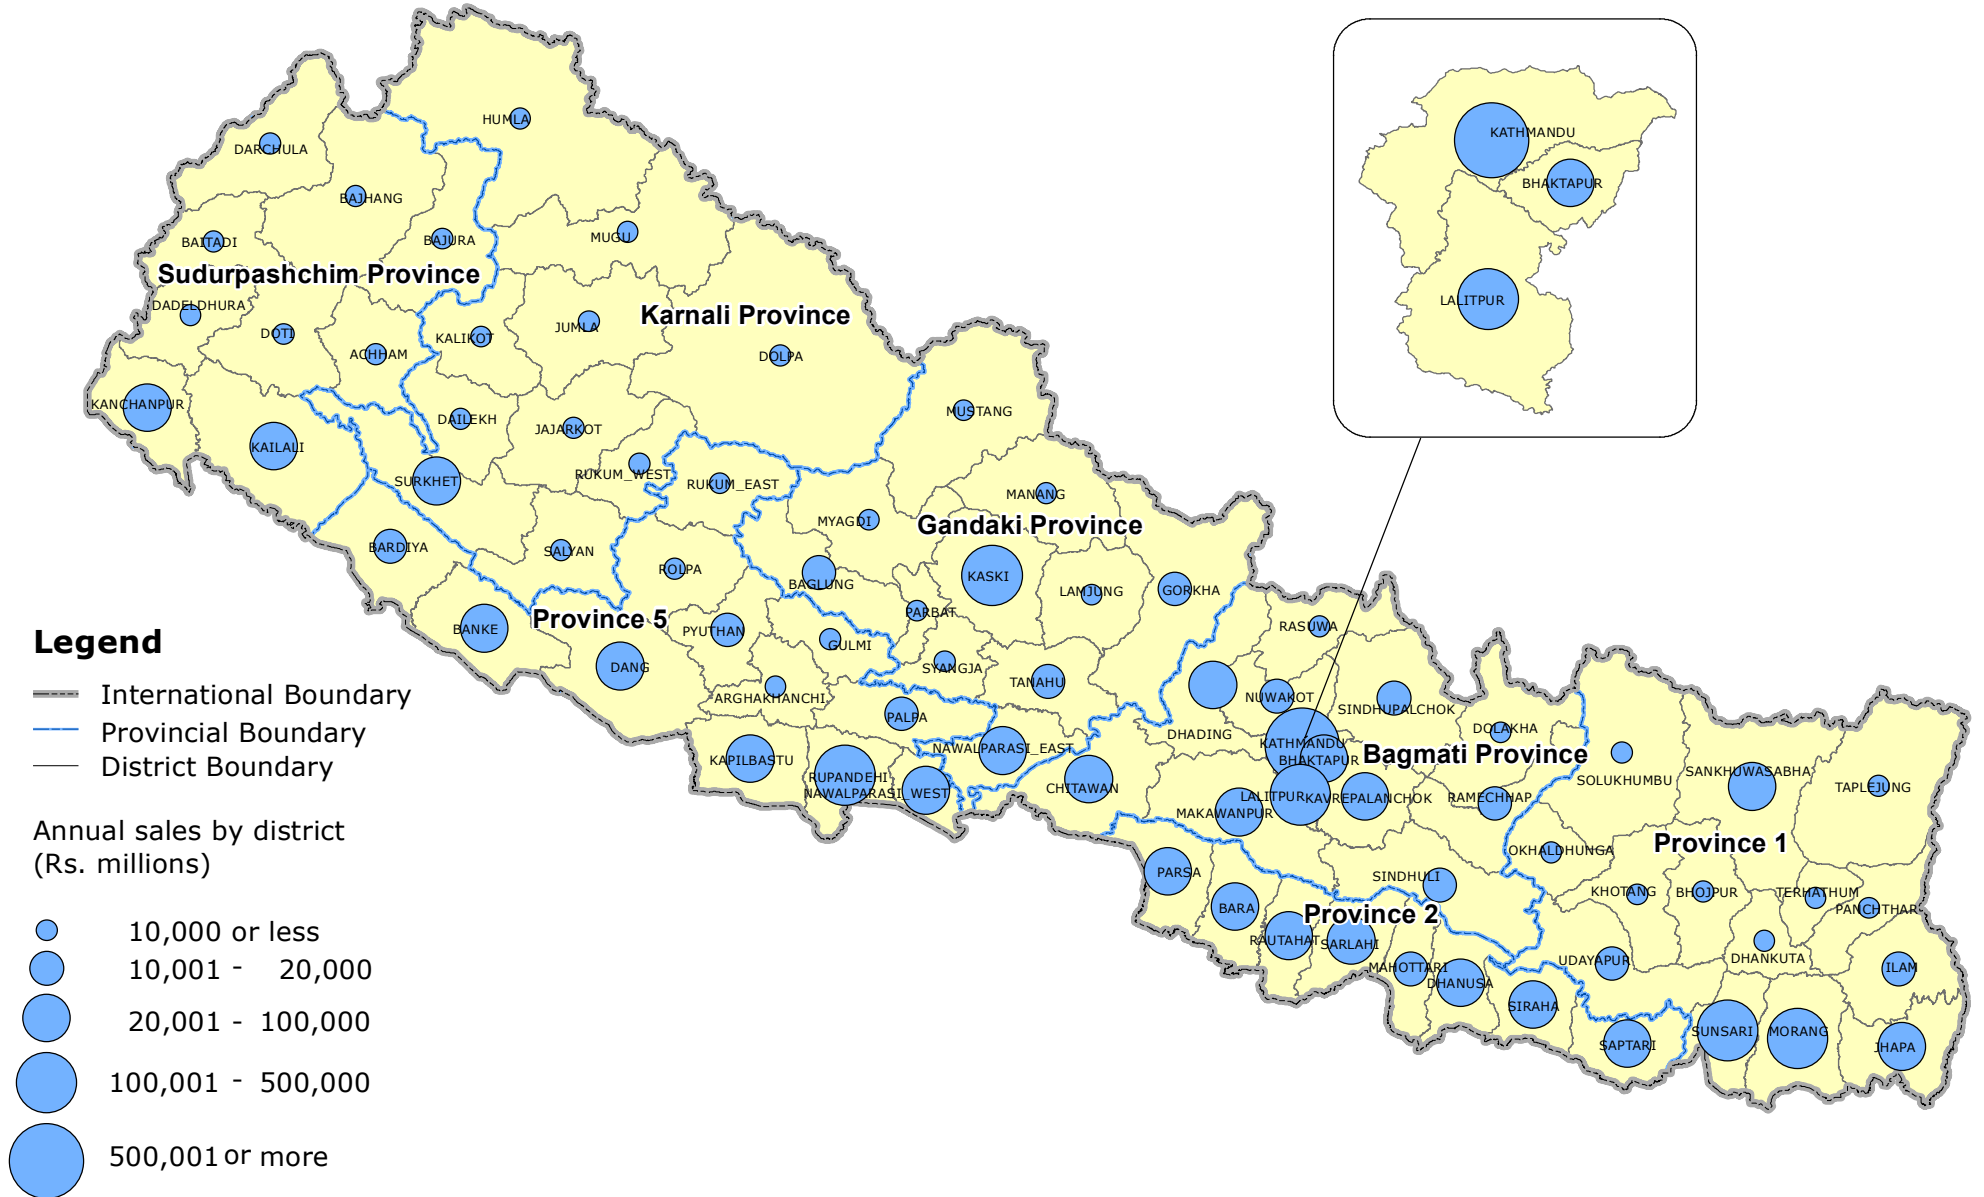 HUMLA
DARCHULA
BAJHANG
BAITADI
BAJURA
MUGU
Sudurpashchim Province
DADELDHURA
DOTI
ACHHAM
KALIKOT
JUMLA
Karnali Province
DOLPA
KANCHANPUR
KAILALI
DAILEKH
JAJARKOT
MUSTANG
SURKHET
RUKUM_WEST
RUKUM_EAST
MANANG
MYAGDI
Gandaki Province
BARDIYA
SALYAN
ROLPA
BAGLUNG
KASKI
LAMJUNG
GORKHA
PARBAT
BANKE
Province 5
PYUTHAN
GULMI
DANG
SYANGJA
TANAHU
ARGHAKHANCHI
PALPA
KAPILBASTU
RUPANDEHI
NAWALPARASI_WEST
NAWALPARASI_EAST
CHITAWAN
RASUWA
NUWAKOT
SINDHUPALCHOK
DHADING
DOLAKHA
KATHMANDU
BHAKTAPUR
Bagmati Province
LALITPUR
KAVREPALANCHOK
RAMECHHAP
MAKAWANPUR
SOLUKHUMBU
SANKHUWASABHA
TAPLEJUNG
OKHALDHUNGA
Province 1
PARSA
SINDHULI
BARA
Province 2
KHOTANG
BHOJPUR
TERHATHUM
PANCHTHAR
RAUTAHAT
SARLAHI
MAHOTTARI
DHANUSA
UDAYAPUR
DHANKUTA
ILAM
SIRAHA
SAPTARI
SUNSARI
MORANG
JHAPA
KATHMANDU
BHAKTAPUR
LALITPUR
Legend
International Boundary
Provincial Boundary
District Boundary
Annual sales by district
(Rs. millions)
10,000 or less
10,001 - 20,000
20,001 - 100,000
100,001 - 500,000
500,001 or more